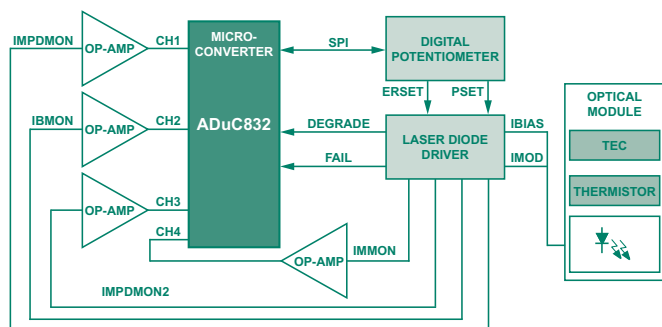 IMPDMON
OP-AMP
CH1
MICRO-
CONVERTER
ADuC832
SPI
DIGITAL
POTENTIOMETER
ERSET
PSET
OPTICAL
MODULE
TEC
THERMISTOR
IBMON
OP-AMP
CH2
DEGRADE
LASER DIODE
DRIVER
IBIAS
IMOD
FAIL
OP-AMP
CH3
CH4
OP-AMP
IMMON
IMPDMON2